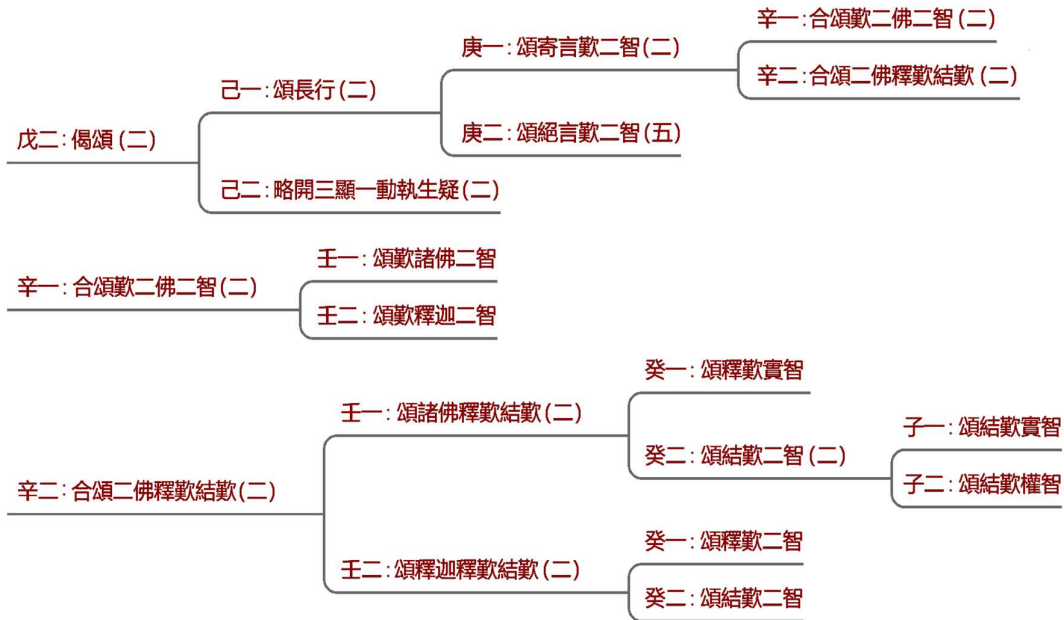 戊二:偈頌(二)
己一:頌長行(二)
庚一:頌寄言歎二智(二)
辛一:合頌歎二佛二智(二)
辛二:合頌二佛釋歎結歎(二)
庚二:頌絕言歎二智(五)
己二:略開三顯一動執生疑(二)
辛一:合頌歎二佛二智(二)
壬一:頌歎諸佛二智
壬二:頌歎釋迦二智
辛二:合頌二佛釋歎結歎(二)
壬一:頌諸佛釋歎結歎(二)
癸一:頌釋歎實智
癸二:頌結歎二智(二)
子一:頌結歎實智
子二:頌結歎權智
壬二:頌釋迦釋歎結歎(二)
癸一:頌釋歎二智
癸二:頌結歎二智